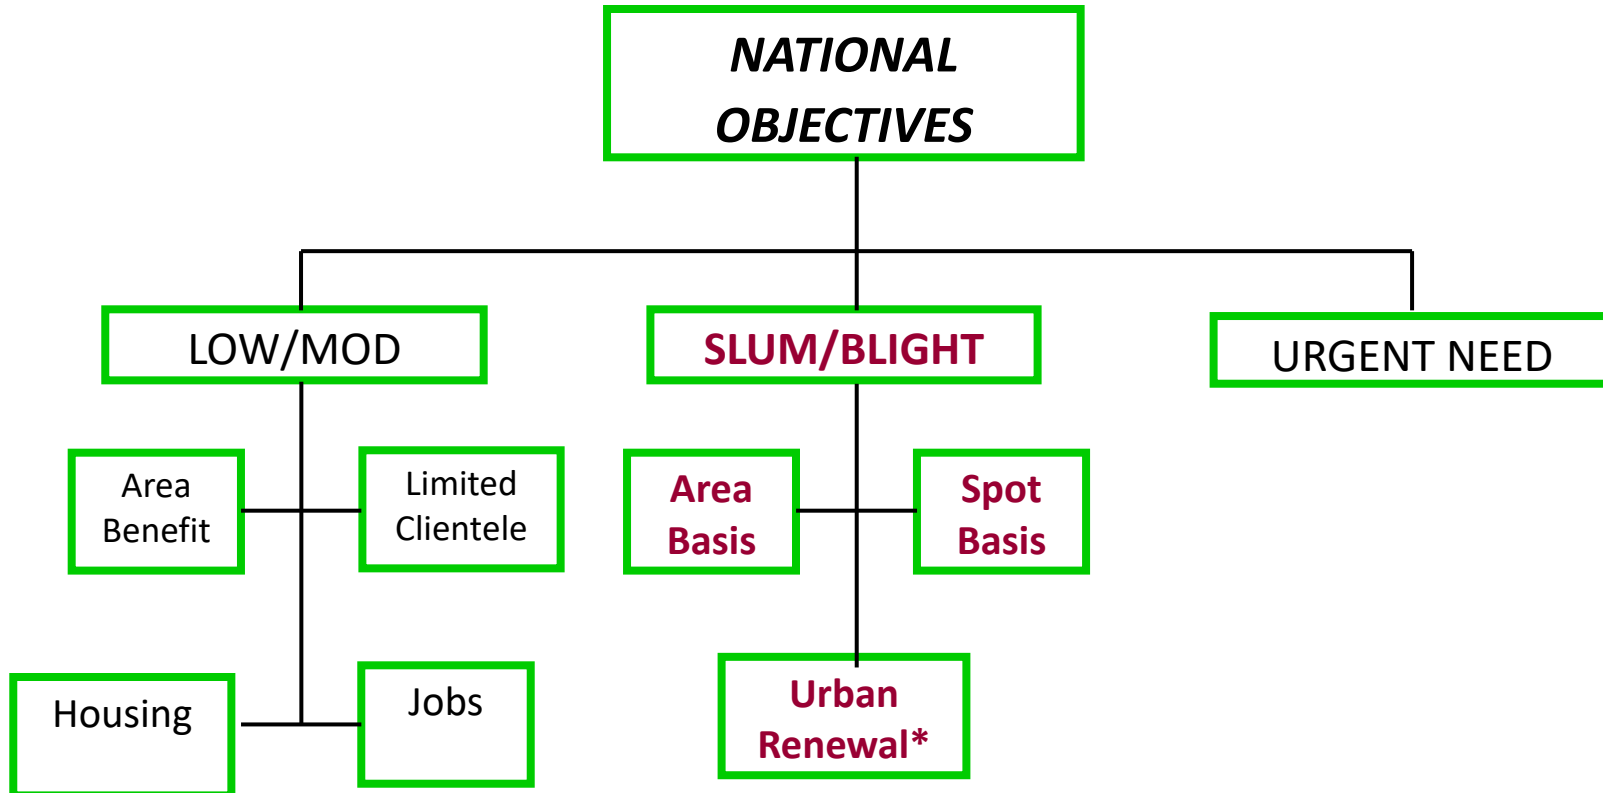 NATIONAL
OBJECTIVES
LOW/MOD
SLUM/BLIGHT
URGENT NEED
Area
Benefit
Limited
Clientele
Area
Basis
Spot
Basis
Housing
Jobs
Urban
Renewal*